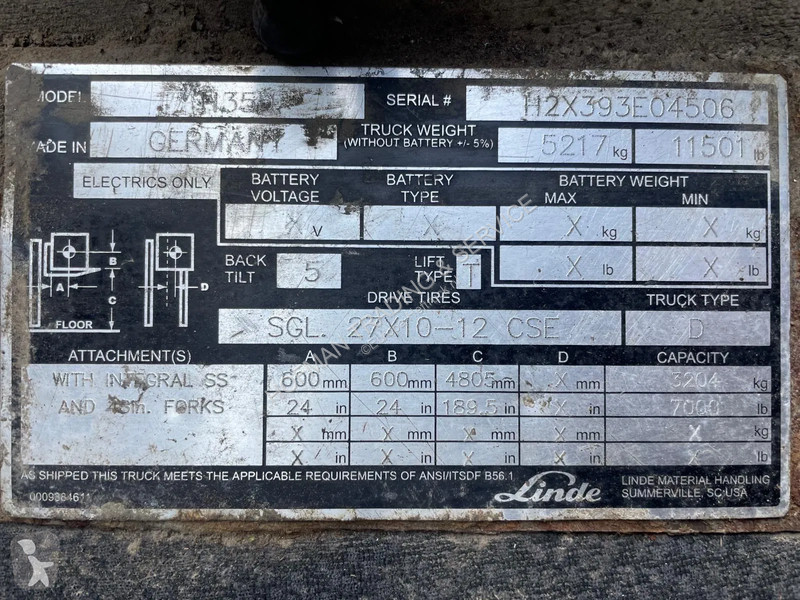 MODEL SERIAL # H2X393E04506
MADE IN GERMANY TRUCK WEIGHT (WITHOUT BATTERY +/- 5%) 5217 kg 11501 lb
ELECTRICS ONLY BATTERY VOLTAGE BATTERY TYPE BATTERY WEIGHT
MAX MIN
X V X X kg X kg
BACK TILT 5 LIFT TYPE T X lb X lb
A B C D
FLOOR
DRIVE TIRES TRUCK TYPE
SGL. 27X10-12 CSE D
ATTACHMENT(S) A B C D CAPACITY
WITH INTEGRAL SS 600 mm 600 mm 4805 mm X mm 3204 kg
AND FORKS 24 in 24 in 189.5 in X in 7000 lb
X mm X mm X mm X mm X kg
X in X in X in X in X lb
AS SHIPPED THIS TRUCK MEETS THE APPLICABLE REQUIREMENTS OF ANSI/ITSDF B56.1
0009384611 Linde LINDE MATERIAL HANDLING
SUMMERVILLE, SC USA